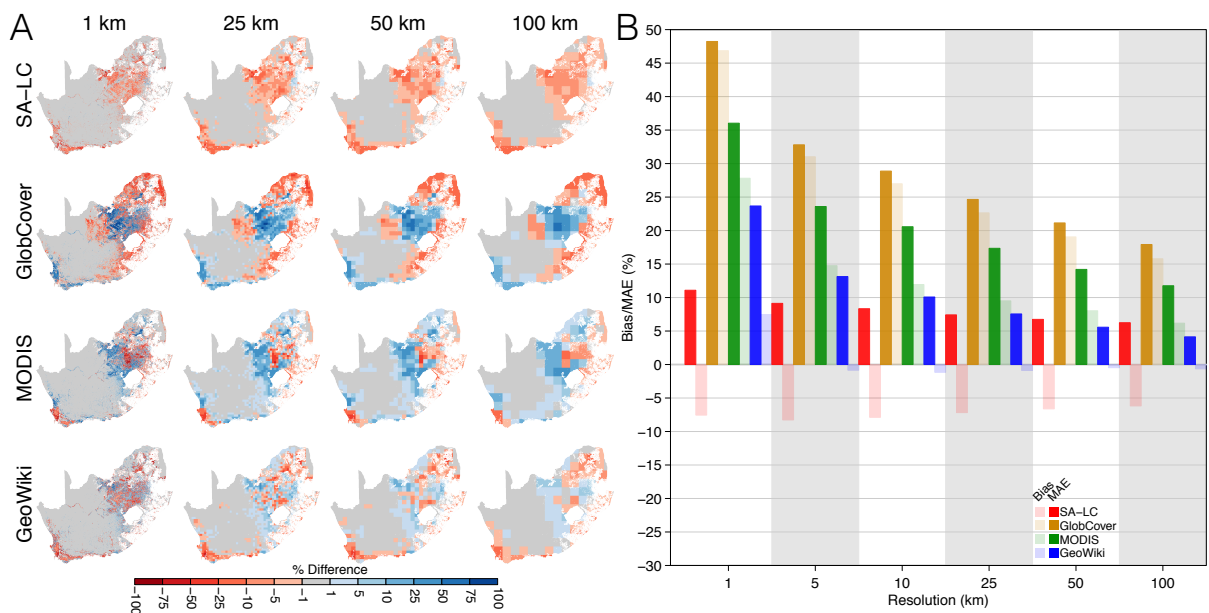 A
1 km 25 km 50 km 100 km
SA−LC
GlobCover
MODIS
GeoWiki
% Difference
−100 −75 −50 −25 −10 −5 −1 1 5 10 25 50 75 100
B
Bias/MAE (%)
50
45
40
35
30
25
20
15
10
5
0
−5
−10
−15
−20
−25
−30
Bias MAE
SA−LC
GlobCover
MODIS
GeoWiki
1 5 10 25 50 100
Resolution (km)